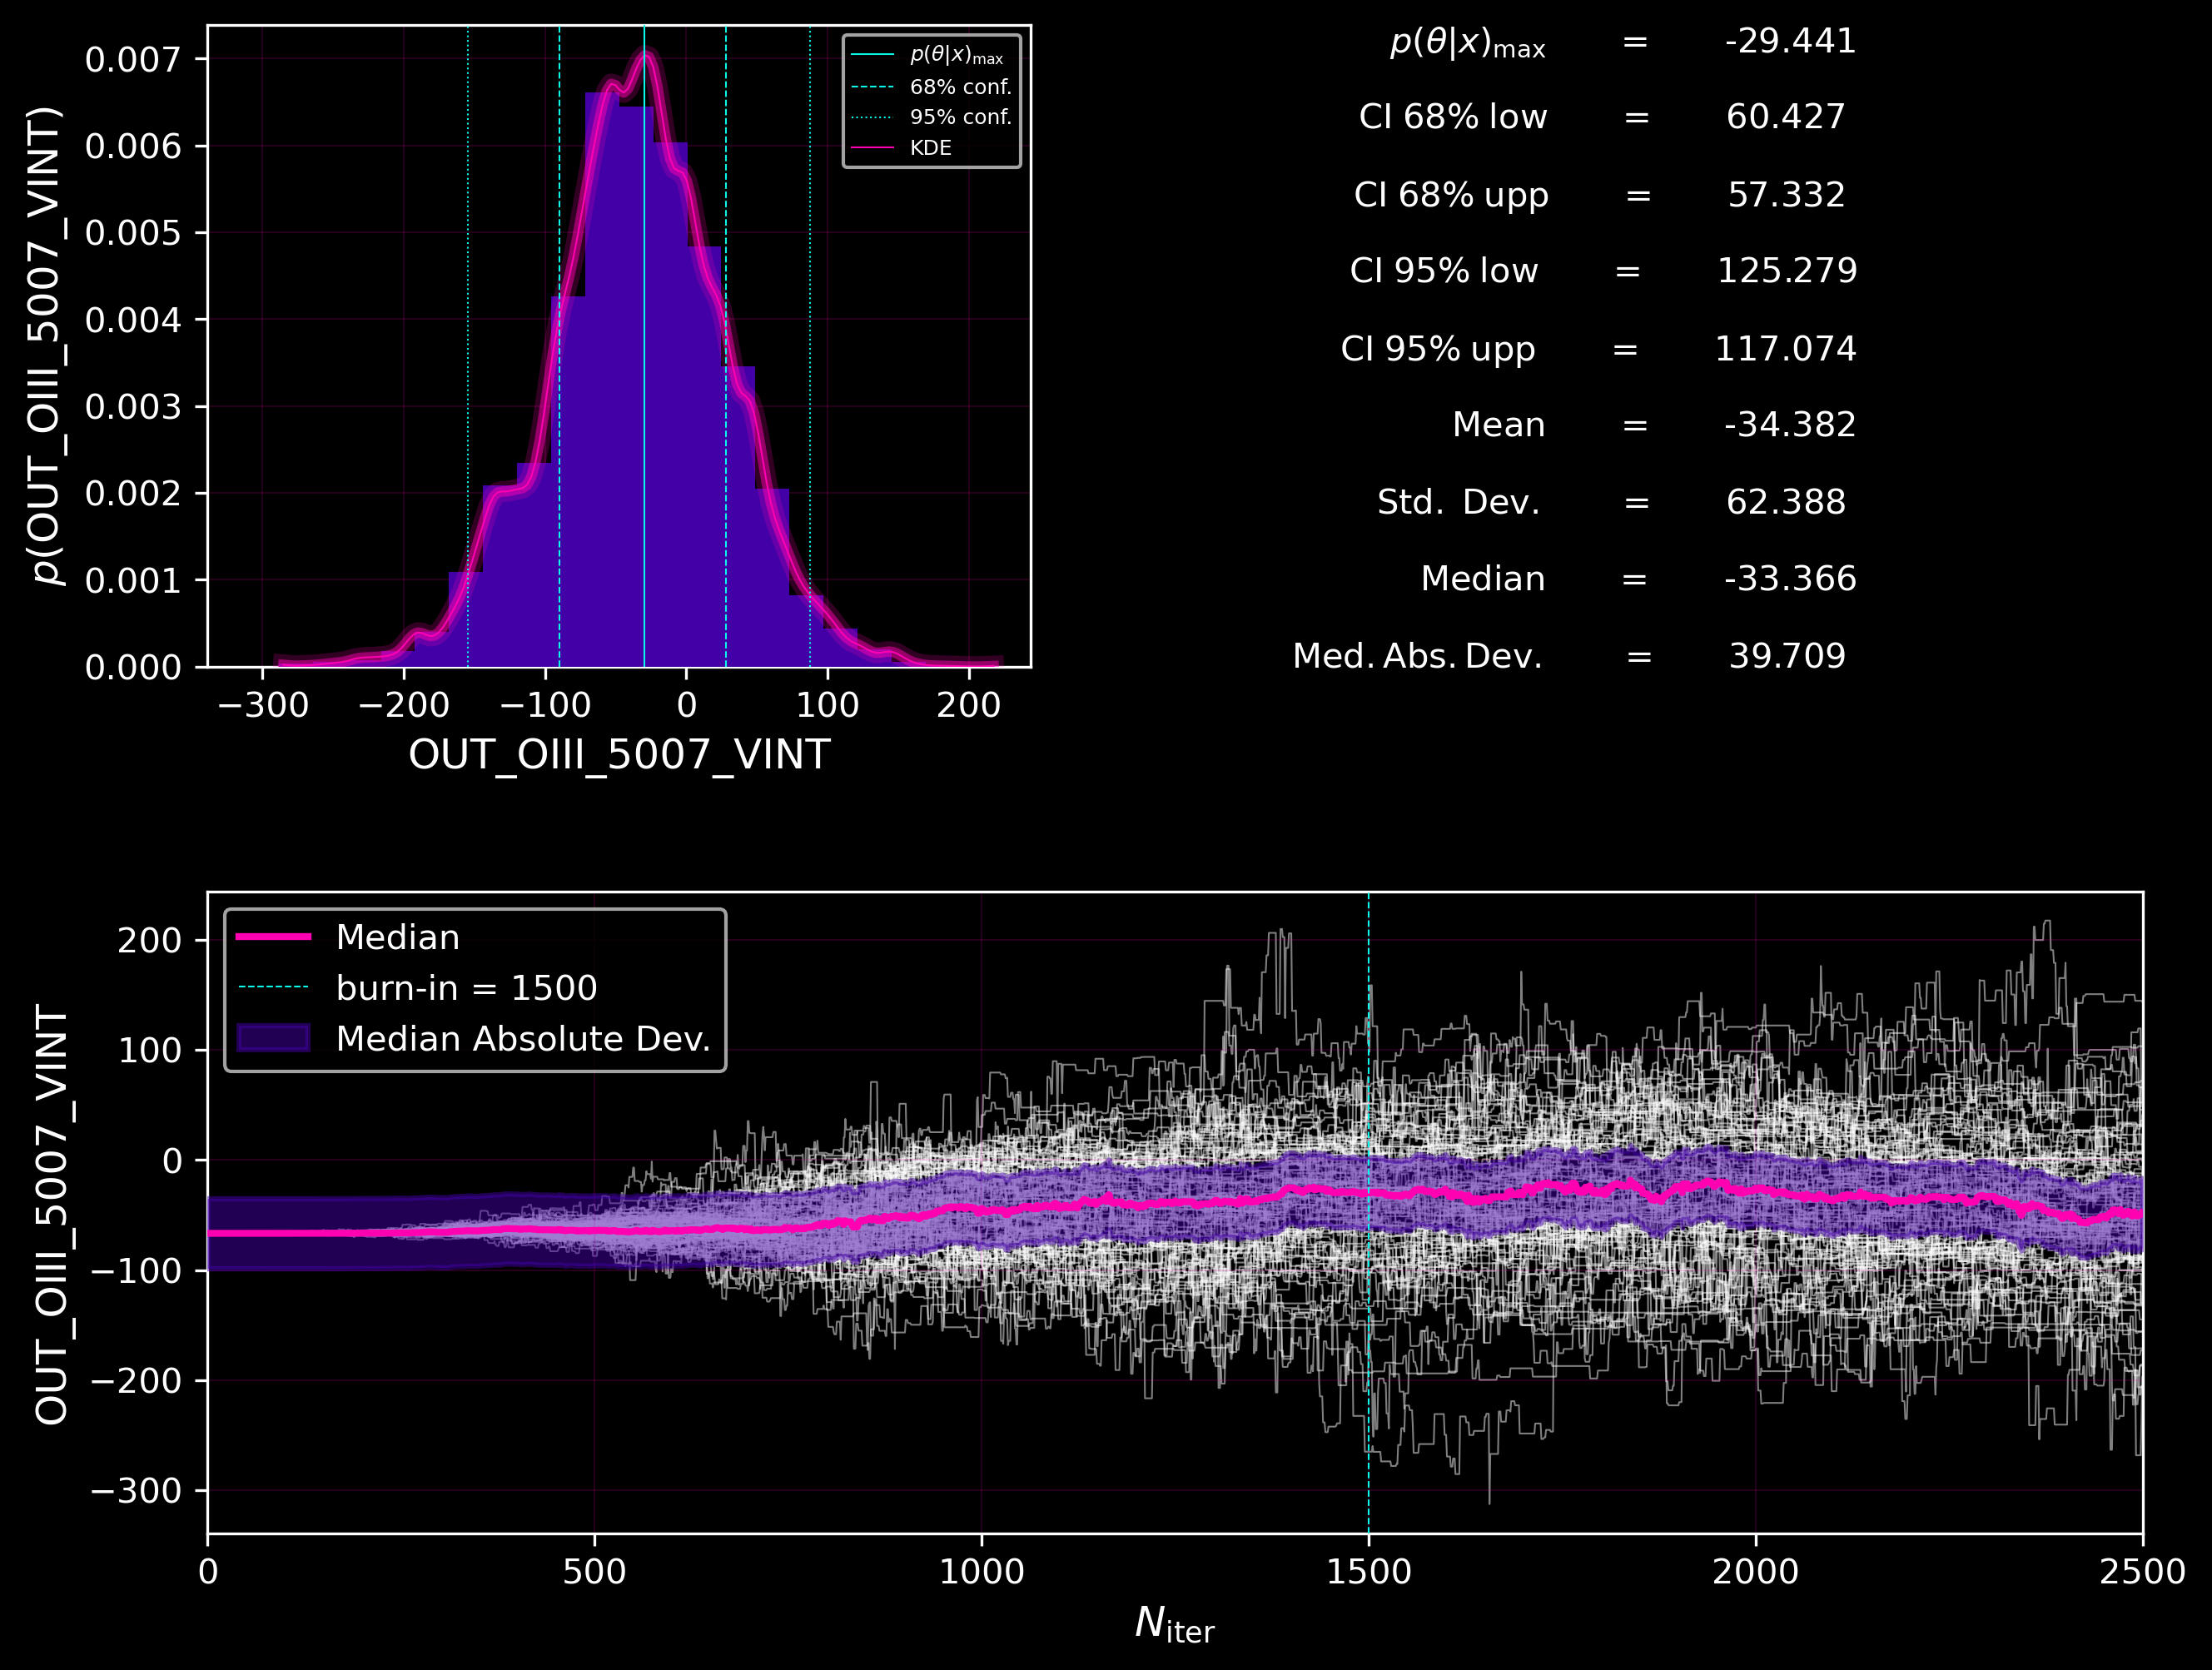 p(OUT_OIII_5007_VINT)
0.007
0.006
0.005
0.004
0.003
0.002
0.001
0.000
−300 −200 −100 0 100 200
OUT_OIII_5007_VINT
p(θ|x)max
68% conf.
95% conf.
KDE
p(θ|x)max = -29.441
CI 68% low = 60.427
CI 68% upp = 57.332
CI 95% low = 125.279
CI 95% upp = 117.074
Mean = -34.382
Std. Dev. = 62.388
Median = -33.366
Med. Abs. Dev. = 39.709
OUT_OIII_5007_VINT
200
100
0
−100
−200
−300
Median
burn-in = 1500
Median Absolute Dev.
0 500 1000 1500 2000 2500
Niter